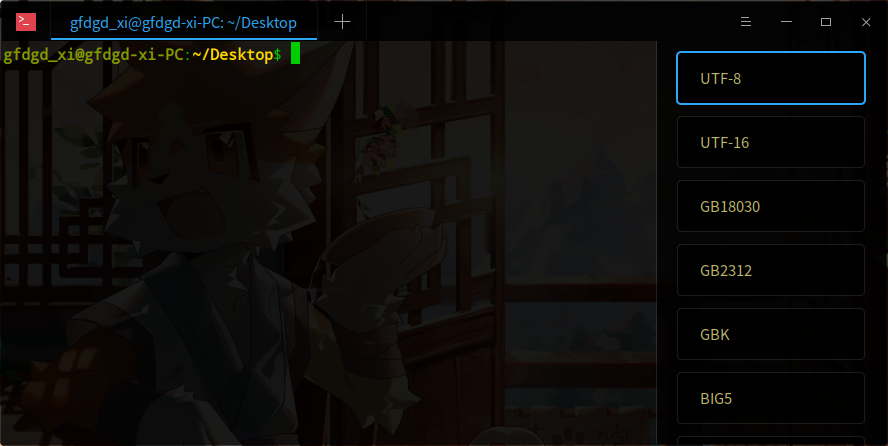 gfdgd_xi@gfdgd-xi-PC: ~/Desktop
gfdgd_xi@gfdgd-xi-PC:~/Desktop$
UTF-8
UTF-16
GB18030
GB2312
GBK
BIG5